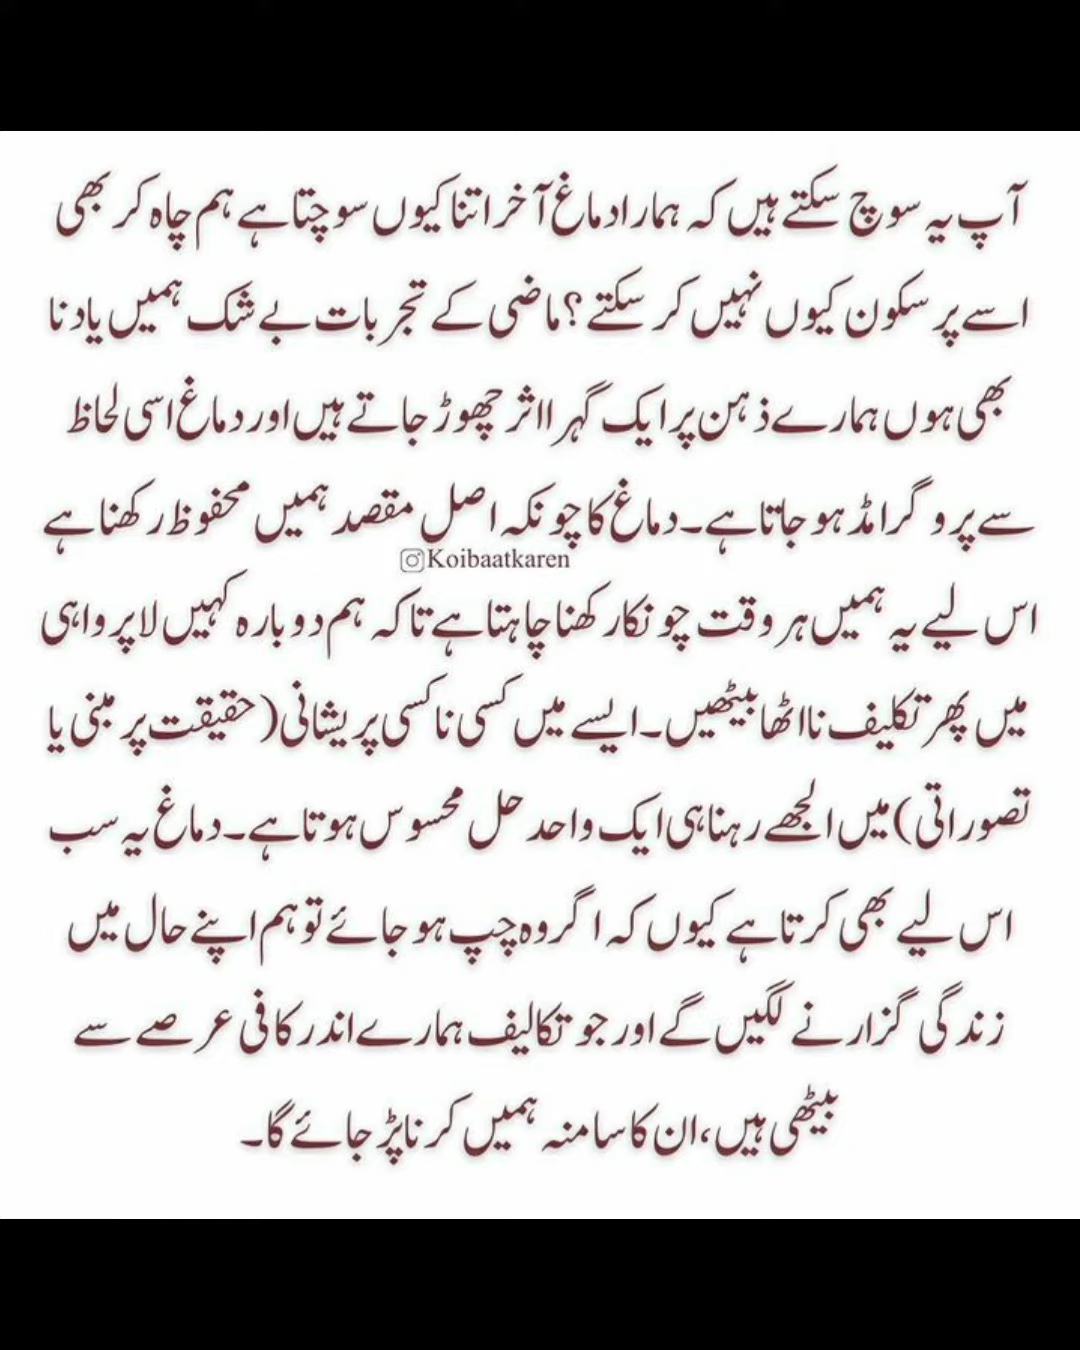 آپ یہ سوچ سکتے ہیں کہ ہمارا دماغ آخر اتنا کیوں سوچتا ہے ہم چاہ کر بھی
اسے پر سکون کیوں نہیں کر سکتے؟ ماضی کے تجربات بے شک ہمیں یاد نا
بھی ہوں ہمارے ذہن پر ایک گہرا اثر چھوڑ جاتے ہیں اور دماغ اسی لحاظ
سے پروگرامڈ ہو جاتا ہے۔ دماغ کا چونکہ اصل مقصد ہمیں محفوظ رکھنا ہے
Koibaatkaren
اس لیے یہ ہمیں ہر وقت چونکا رکھنا چاہتا ہے تاکہ ہم دوبارہ کہیں لاپرواہی
میں پھر تکلیف نا اٹھا بیٹھیں۔ ایسے میں کسی نا کسی پریشانی (حقیقت پر مبنی یا
تصوراتی) میں الجھے رہنا ہی ایک واحد حل محسوس ہوتا ہے۔ دماغ یہ سب
اس لیے بھی کرتا ہے کیوں کہ اگر وہ چپ ہو جائے تو ہم اپنے حال میں
زندگی گزارنے لگیں گے اور جو تکالیف ہمارے اندر کافی عرصے سے
بیٹھی ہیں، ان کا سامنہ ہمیں کرنا پڑ جائے گا۔